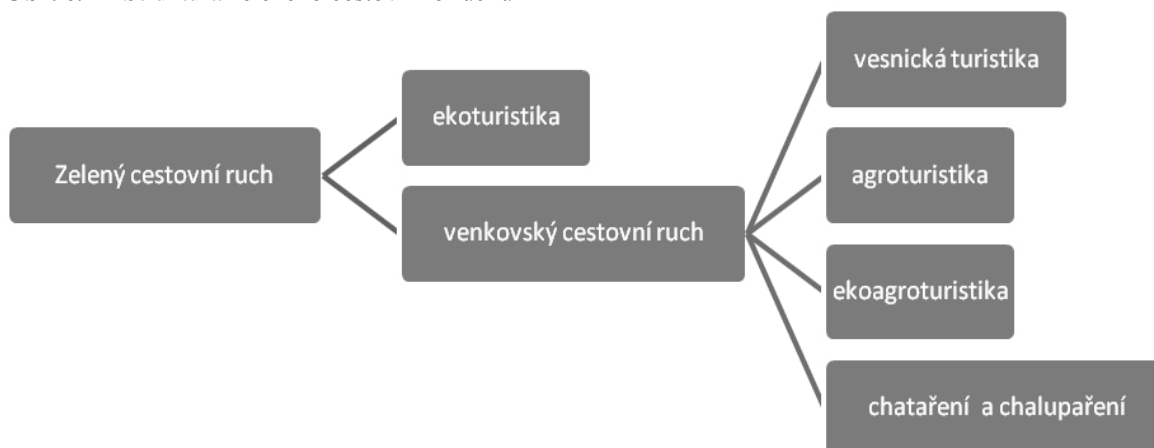 Zelený cestovní ruch
ekoturistika
venkovský cestovní ruch
vesnická turistika
agroturistika
ekoagroturistika
chataření a chalupaření